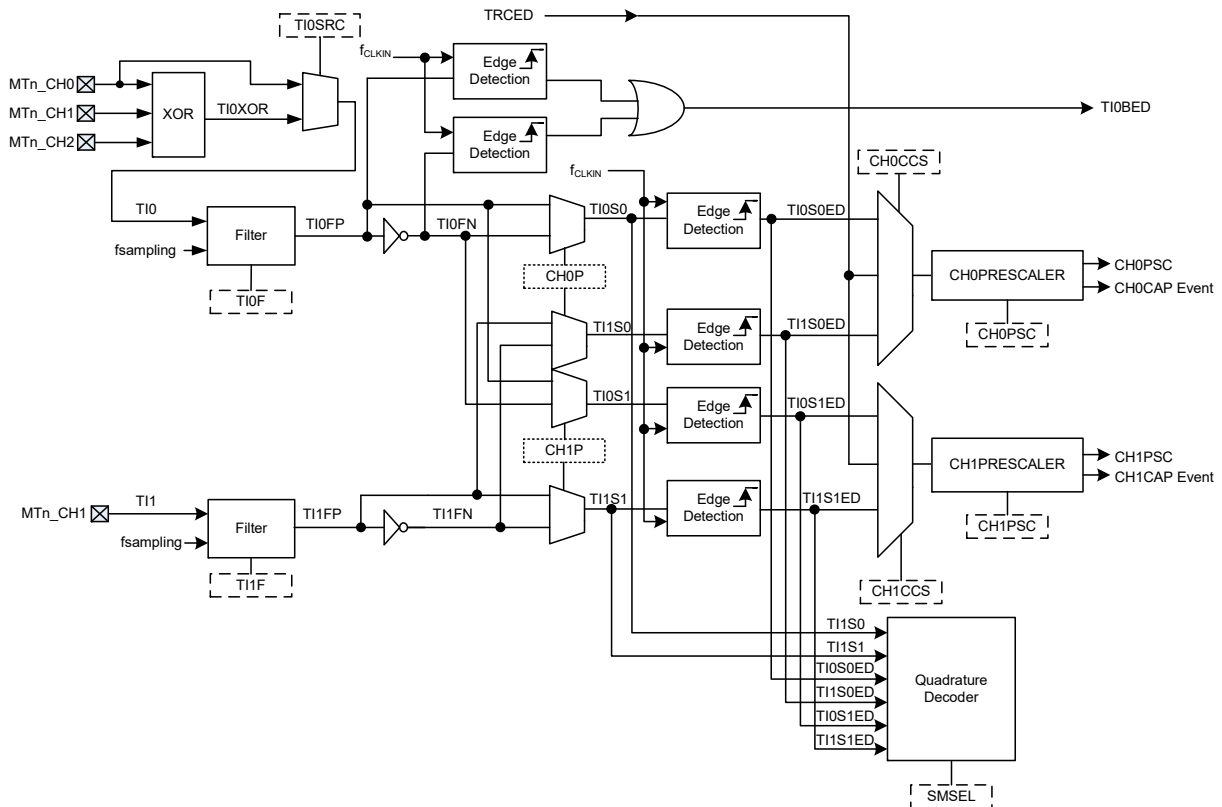 TRCED
TI0SRC
fCLKIN
Edge
Detection
MTn_CH0
MTn_CH1
MTn_CH2
XOR
TI0XOR
TI0BED
Edge
Detection
fCLKIN
CH0CCS
TI0
fsampling
Filter
TI0FP
TI0FN
TI0S0
Edge
Detection
TI0S0ED
TI0F
CH0P
CH0PRESCALER
CH0PSC
CH0CAP Event
CH0PSC
TI1S0
Edge
Detection
TI1S0ED
TI0S1
Edge
Detection
TI0S1ED
CH1P
CH1PRESCALER
CH1PSC
CH1CAP Event
CH1PSC
MTn_CH1
TI1
fsampling
Filter
TI1FP
TI1FN
TI1S1
Edge
Detection
TI1S1ED
TI1F
CH1CCS
TI1S0
TI1S1
TI0S0ED
TI1S0ED
TI0S1ED
TI1S1ED
Quadrature
Decoder
SMSEL